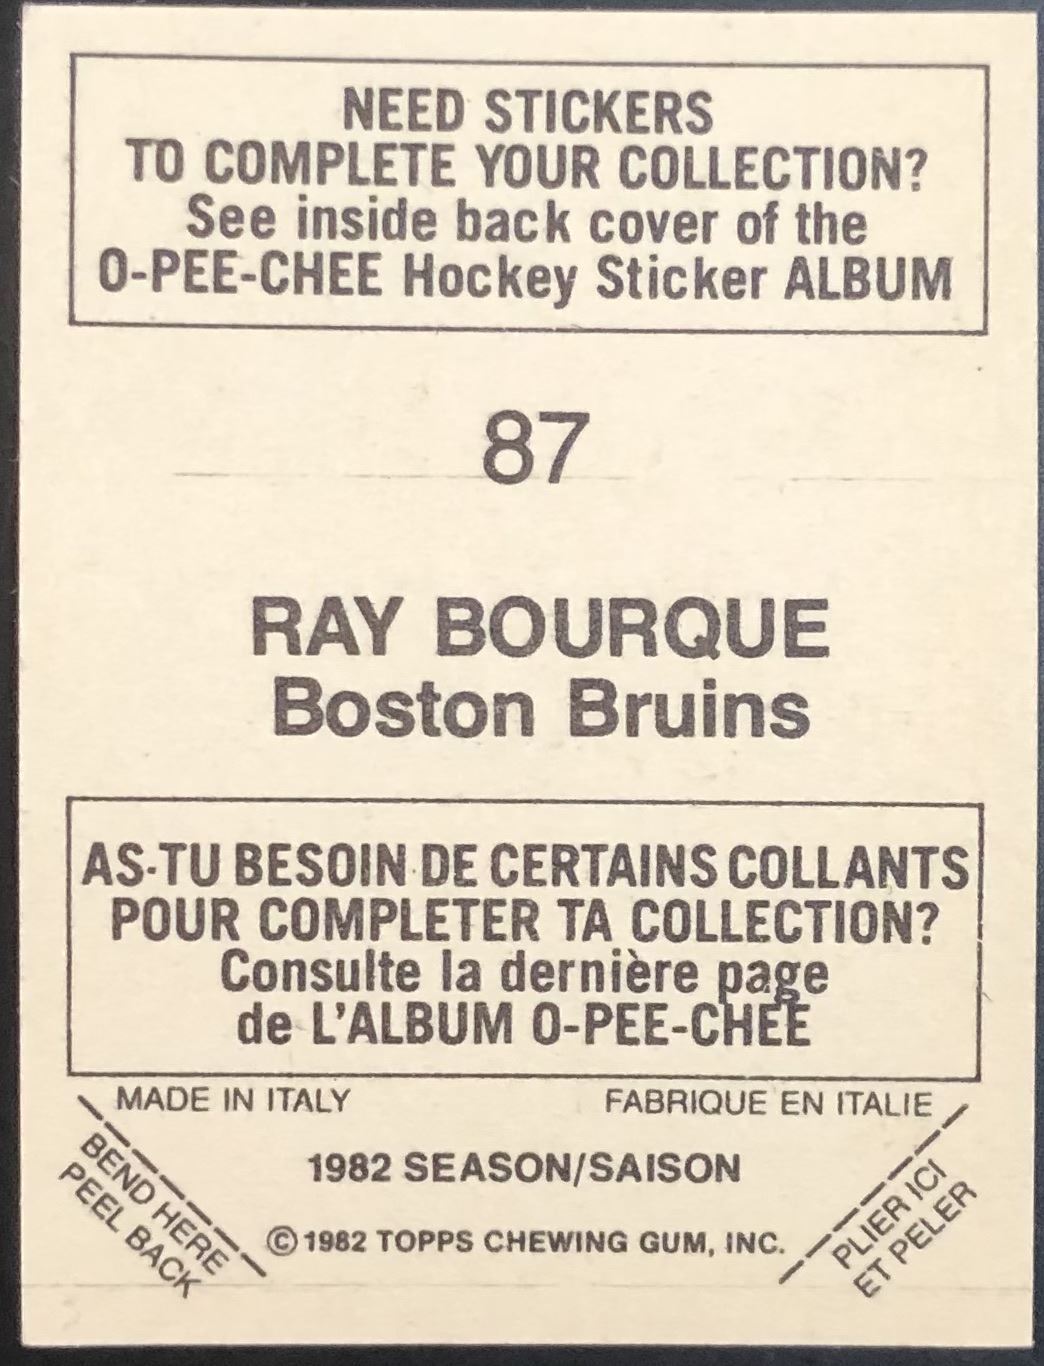 NEED STICKERS
TO COMPLETE YOUR COLLECTION?
See inside back cover of the
O-PEE-CHEE Hockey Sticker ALBUM
87
RAY BOURQUE
Boston Bruins
AS-TU BESOIN DE CERTAINS COLLANTS
POUR COMPLETER TA COLLECTION?
Consulte la dernière page
de L'ALBUM O-PEE-CHEE
MADE IN ITALY
FABRIQUE EN ITALIE
BEND HERE
PEEL BACK
1982 SEASON/SAISON
©1982 TOPPS CHEWING GUM, INC.
PLIER ICI
ET PELER